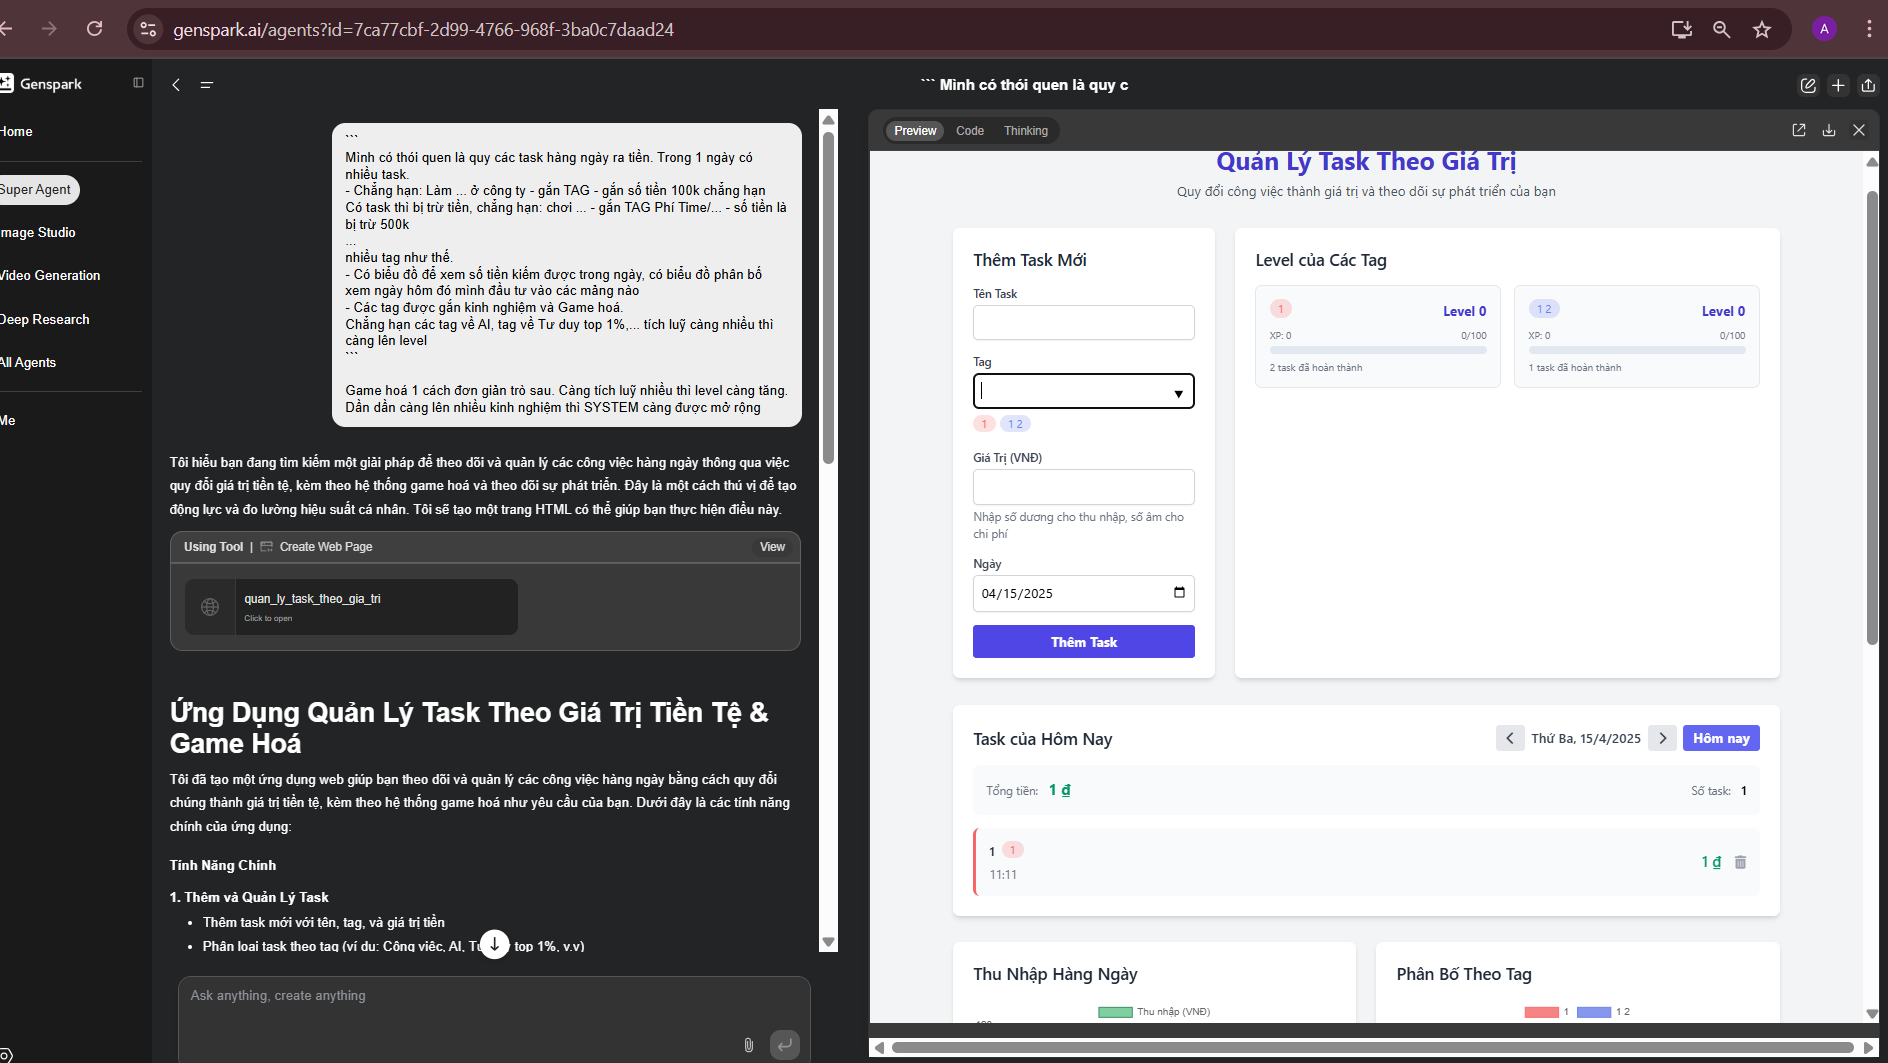 genspark.ai/agents?id=7ca77cbf-2d99-4766-968f-3ba0c7daad24
A
Genspark
Home
Super Agent
Image Studio
Video Generation
Deep Research
All Agents
Me
``` Mình có thói quen là quy c
```
Mình có thói quen là quy các task hàng ngày ra tiền. Trong 1 ngày có
nhiều task.
- Chẳng hạn: Làm ... ở công ty - gắn TAG - gắn số tiền 100k chẳng hạn
Có task thì bị trừ tiền, chẳng hạn: chơi ... - gắn TAG Phí Time/... - số tiền là
bị trừ 500k
...
nhiều tag như thế.
- Có biểu đồ để xem số tiền kiếm được trong ngày, có biểu đồ phân bố
xem ngày hôm đó mình đầu tư vào các mảng nào
- Các tag được gắn kinh nghiệm và Game hoá.
Chẳng hạn các tag về AI, tag về Tư duy top 1%,... tích luỹ càng nhiều thì
càng lên level
```
Game hoá 1 cách đơn giản trò sau. Càng tích luỹ nhiều thì level càng tăng.
Dần dần càng lên nhiều kinh nghiệm thì SYSTEM càng được mở rộng
Tôi hiểu bạn đang tìm kiếm một giải pháp để theo dõi và quản lý các công việc hàng ngày thông qua việc
quy đổi giá trị tiền tệ, kèm theo hệ thống game hoá và theo dõi sự phát triển. Đây là một cách thú vị để tạo
động lực và đo lường hiệu suất cá nhân. Tôi sẽ tạo một trang HTML có thể giúp bạn thực hiện điều này.
Using Tool | Create Web Page View
quan_ly_task_theo_gia_tri
Click to open
Ứng Dụng Quản Lý Task Theo Giá Trị Tiền Tệ &
Game Hoá
Tôi đã tạo một ứng dụng web giúp bạn theo dõi và quản lý các công việc hàng ngày bằng cách quy đổi
chúng thành giá trị tiền tệ, kèm theo hệ thống game hoá như yêu cầu của bạn. Dưới đây là các tính năng
chính của ứng dụng:
Tính Năng Chính
1. Thêm và Quản Lý Task
• Thêm task mới với tên, tag, và giá trị tiền
• Phân loại task theo tag (ví dụ: Công việc, AI, top 1%, v.v)
Ask anything, create anything
Preview Code Thinking
Quản Lý Task Theo Giá Trị
Quy đổi công việc thành giá trị và theo dõi sự phát triển của bạn
Thêm Task Mới
Tên Task
Tag
1 1 2
Giá Trị (VNĐ)
Nhập số dương cho thu nhập, số âm cho
chi phí
Ngày
04/15/2025
Thêm Task
Level của Các Tag
1 Level 0
XP: 0 0/100
2 task đã hoàn thành
1 2 Level 0
XP: 0 0/100
1 task đã hoàn thành
Task của Hôm Nay
Thứ Ba, 15/4/2025
Hôm nay
Tổng tiền: 1 ₫
Số task: 1
1 1
11:11
1 ₫
Thu Nhập Hàng Ngày
Thu nhập (VNĐ)
Phân Bố Theo Tag
1 1 2